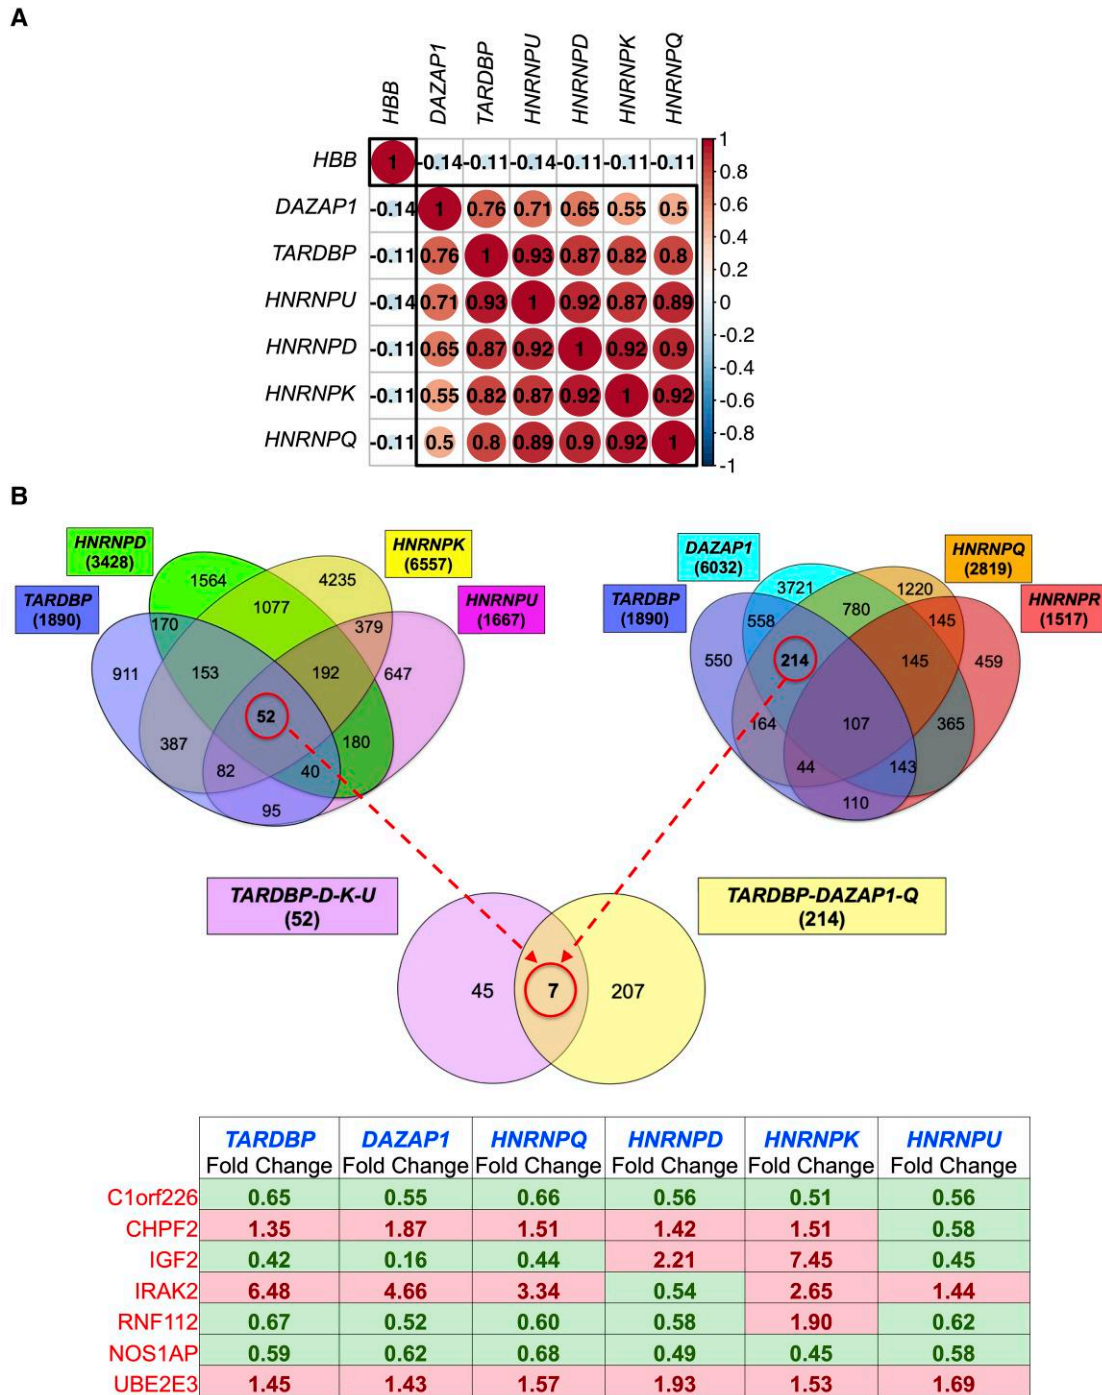 A
HBB DAZAP1 TARDBP HNRNPU HNRNPD HNRNPK HNRNPQ
HBB 1 -0.14 -0.11 -0.14 -0.11 -0.11 -0.11
DAZAP1 -0.14 1 0.76 0.71 0.65 0.55 0.5
TARDBP -0.11 0.76 1 0.93 0.87 0.82 0.8
HNRNPU -0.14 0.71 0.93 1 0.92 0.87 0.89
HNRNPD -0.11 0.65 0.87 0.92 1 0.92 0.9
HNRNPK -0.11 0.55 0.82 0.87 0.92 1 0.92
HNRNPQ -0.11 0.5 0.8 0.89 0.9 0.92 1
1
0.8
0.6
0.4
0.2
0
-0.2
-0.4
-0.6
-0.8
-1
B
HNRNPD
(3428)
HNRNPK
(6557)
TARDBP
(1890)
HNRNPU
(1667)
1564
4235
1077
170
379
911
153
192
647
52
387
180
82
40
95
DAZAP1
(6032)
HNRNPQ
(2819)
TARDBP
(1890)
HNRNPR
(1517)
3721
1220
780
558
145
550
214
145
459
164
107
365
44
143
110
TARDBP-D-K-U
(52)
TARDBP-DAZAP1-Q
(214)
45
7
207
TARDBP DAZAP1 HNRNPQ HNRNPD HNRNPK HNRNPU
Fold Change Fold Change Fold Change Fold Change Fold Change Fold Change
C1orf226 0.65 0.55 0.66 0.56 0.51 0.56
CHPF2 1.35 1.87 1.51 1.42 1.51 0.58
IGF2 0.42 0.16 0.44 2.21 7.45 0.45
IRAK2 6.48 4.66 3.34 0.54 2.65 1.44
RNF112 0.67 0.52 0.60 0.58 1.90 0.62
NOS1AP 0.59 0.62 0.68 0.49 0.45 0.58
UBE2E3 1.45 1.43 1.57 1.93 1.53 1.69